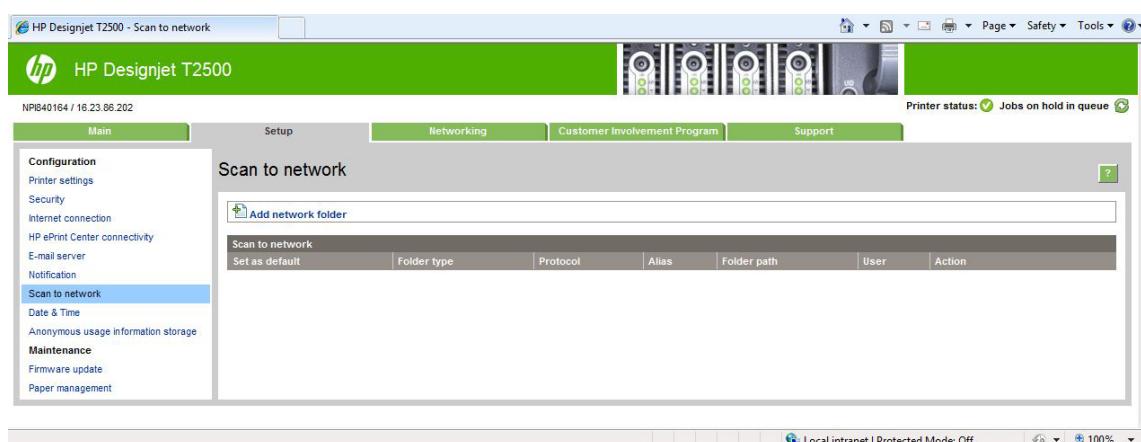 HP Designjet T2500 - Scan to network
Page Safety Tools
hp HP Designjet T2500
NPI840164 / 16.23.86.202
Printer status: Jobs on hold in queue
Main Setup Networking Customer Involvement Program Support
Configuration
Printer settings
Security
Internet connection
HP ePrint Center connectivity
E-mail server
Notification
Scan to network
Date & Time
Anonymous usage information storage
Maintenance
Firmware update
Paper management
Scan to network
?
Add network folder
Scan to network
Set as default Folder type Protocol Alias Folder path User Action
Local intranet | Protected Mode: Off 100%